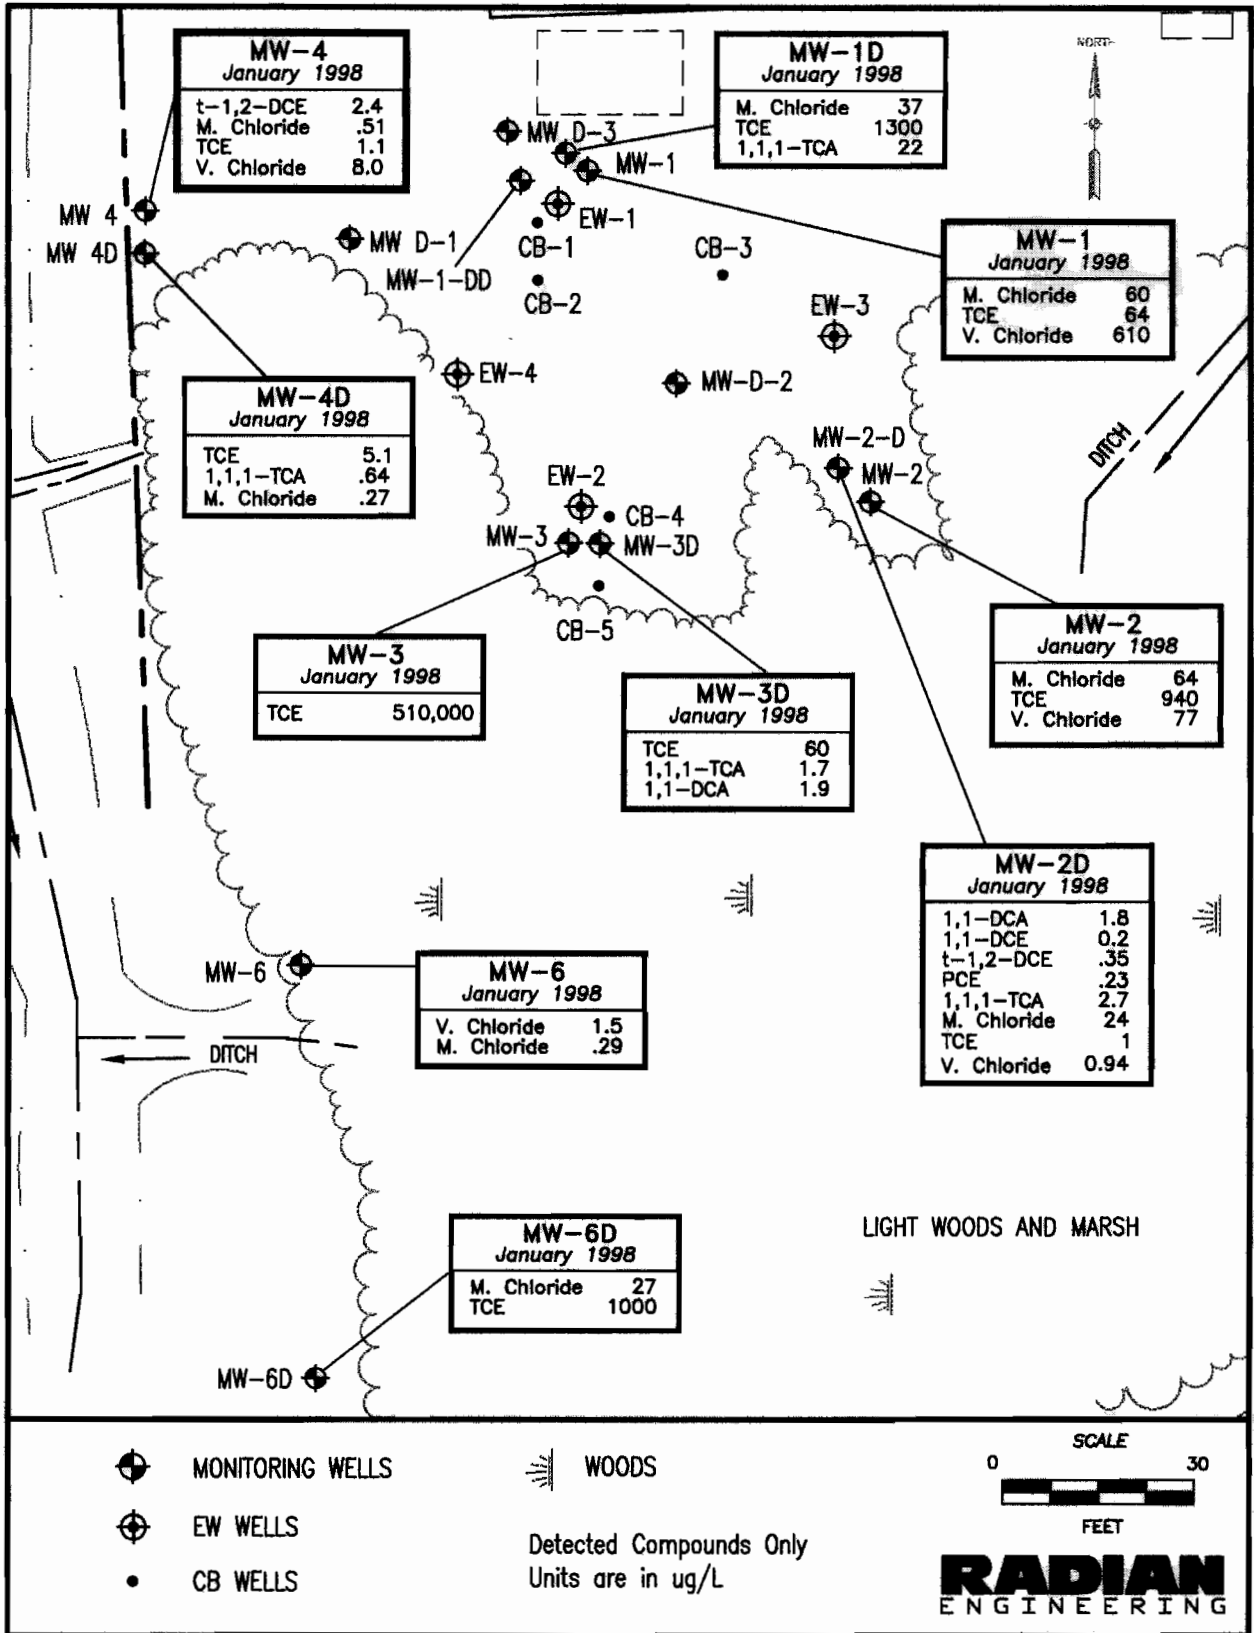 MW-4
January 1998
t-1,2-DCE 2.4
M. Chloride .51
TCE 1.1
V. Chloride 8.0
MW-1D
January 1998
M. Chloride 37
TCE 1300
1,1,1-TCA 22
NORTH
MW D-3
MW-1
MW 4
EW-1
MW 4D
MW D-1
CB-1
CB-3
MW-1-DD
CB-2
MW-1
January 1998
M. Chloride 60
TCE 64
V. Chloride 610
EW-3
EW-4
MW-D-2
MW-4D
January 1998
TCE 5.1
1,1,1-TCA .64
M. Chloride .27
DITCH
MW-2-D
MW-2
EW-2
CB-4
MW-3
MW-3D
CB-5
MW-3
January 1998
TCE 510,000
MW-3D
January 1998
TCE 60
1,1,1-TCA 1.7
1,1-DCA 1.9
MW-2
January 1998
M. Chloride 64
TCE 940
V. Chloride 77
MW-2D
January 1998
1,1-DCA 1.8
1,1-DCE 0.2
t-1,2-DCE .35
PCE .23
1,1,1-TCA 2.7
M. Chloride 24
TCE 1
V. Chloride 0.94
MW-6
MW-6
January 1998
V. Chloride 1.5
M. Chloride .29
DITCH
MW-6D
January 1998
M. Chloride 27
TCE 1000
LIGHT WOODS AND MARSH
MW-6D
MONITORING WELLS
EW WELLS
CB WELLS
WOODS
Detected Compounds Only
Units are in ug/L
SCALE
0 30
FEET
RADIAN
ENGINEERING